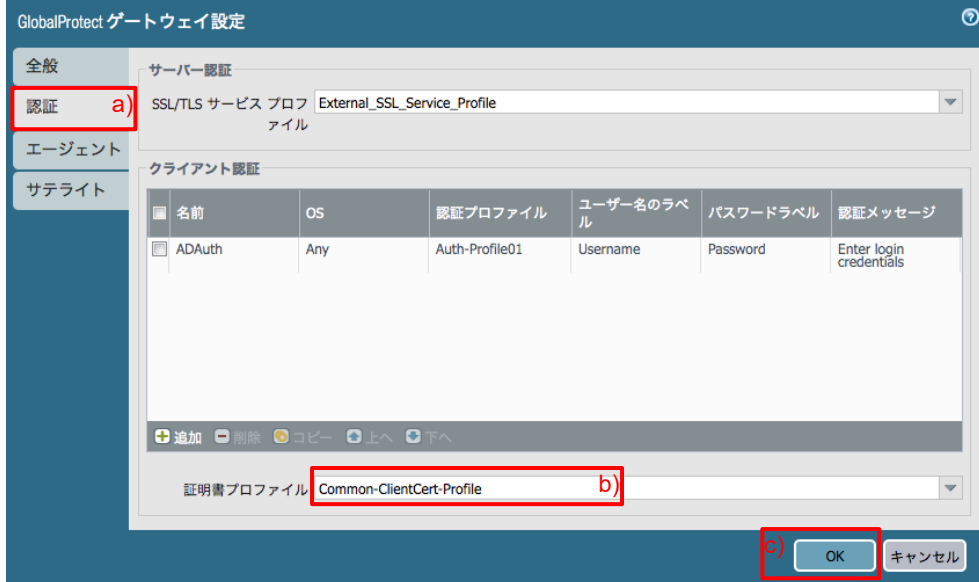 GlobalProtect ゲートウェイ設定
全般
認証 a)
エージェント
サテライト
サーバー認証
SSL/TLS サービス プロフ
ァイル
External_SSL_Service_Profile
クライアント認証
名前 OS 認証プロファイル ユーザー名のラベ
ル パスワードラベル 認証メッセージ
ADAuth Any Auth-Profile01 Username Password Enter login
credentials
追加 削除 コピー 上へ 下へ
証明書プロファイル Common-ClientCert-Profile b)
c) OK キャンセル